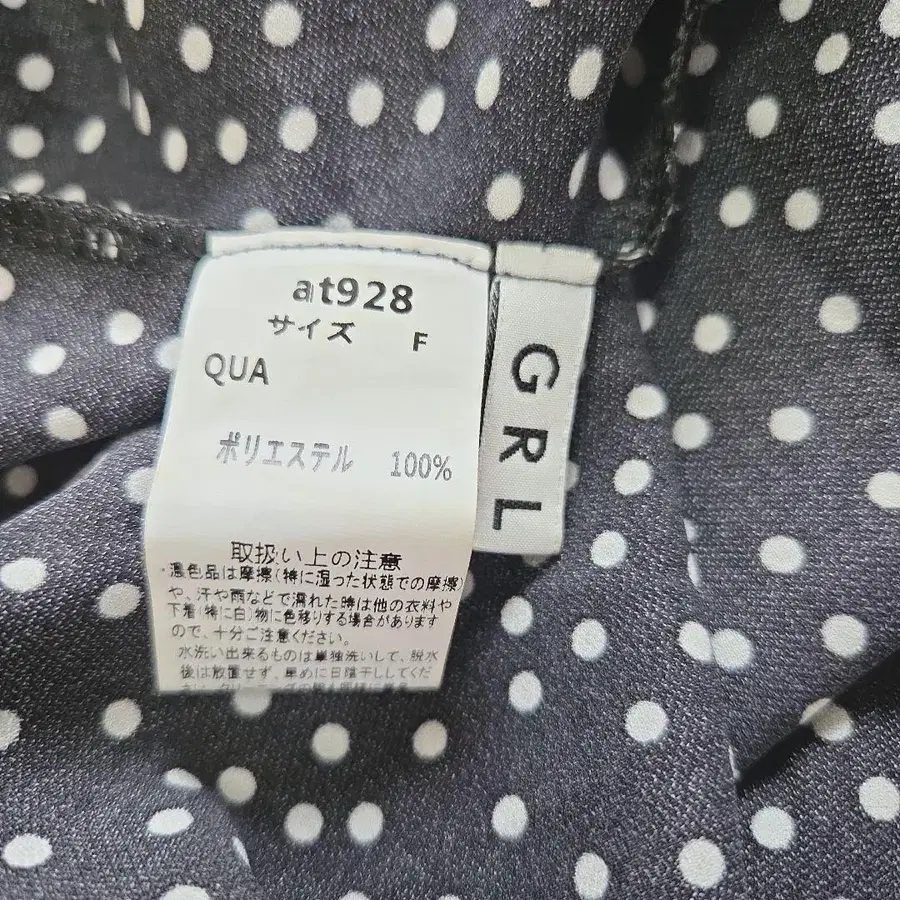 at928
サイズ F
QUA
ポリエステル 100%
取扱い上の注意
・濃色品は摩擦(特に湿った状態での摩擦)
や、汗や雨などで濡れた時は他の衣料や
下着(特に白)物に色移りする場合があります
ので、十分ご注意ください。
水洗い出来るものは単独洗いして、脱水
後は放置せず、早めに日陰干ししてくだ
GRL